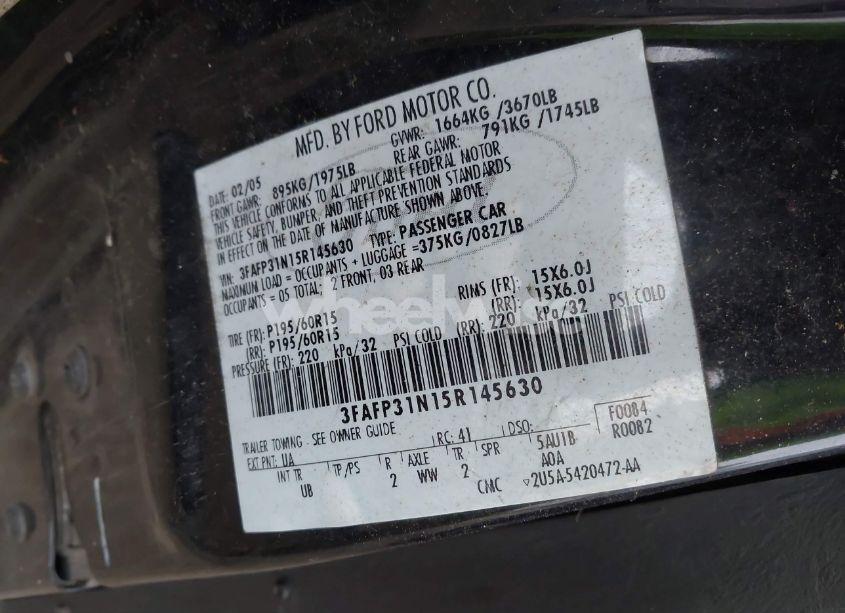 MFD. BY FORD MOTOR CO.
DATE: 02/05 GVWR: 1664KG /3670LB
FRONT GAWR: 895KG/1975LB REAR GAWR: 791KG /1745LB
THIS VEHICLE CONFORMS TO ALL APPLICABLE FEDERAL MOTOR
VEHICLE SAFETY, BUMPER, AND THEFT PREVENTION STANDARDS
IN EFFECT ON THE DATE OF MANUFACTURE SHOWN ABOVE.
VIN: 3FAFP31N15R145630 TYPE: PASSENGER CAR
MAXIMUM LOAD = OCCUPANTS + LUGGAGE =375KG/0827LB
OCCUPANTS = 05 TOTAL; 2 FRONT, 03 REAR
TIRE (FR): P195/60R15 RINS (FR): 15X6.0J
(RR): P195/60R15 (RR): 15X6.0J
PRESSURE (FR): 220 kPa/32 PSI COLD (RR): 220 kPa/32 PSI COLD
3FAFP31N15R145630
TRAILER TOWING - SEE OWNER GUIDE
EXT PNT: UA RC: 41 DSO: F0084
INT TR TP/PS R AXLE TR SPR 5AU1B R0082
UB 2 WW 2 A0A
CMC 2U5A-5420472-AA